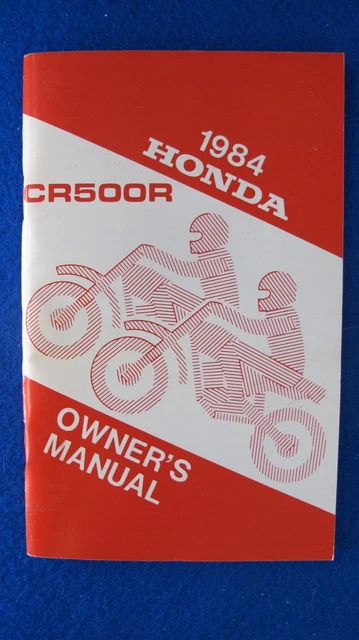 1984
HONDA
CR500R
OWNER'S
MANUAL